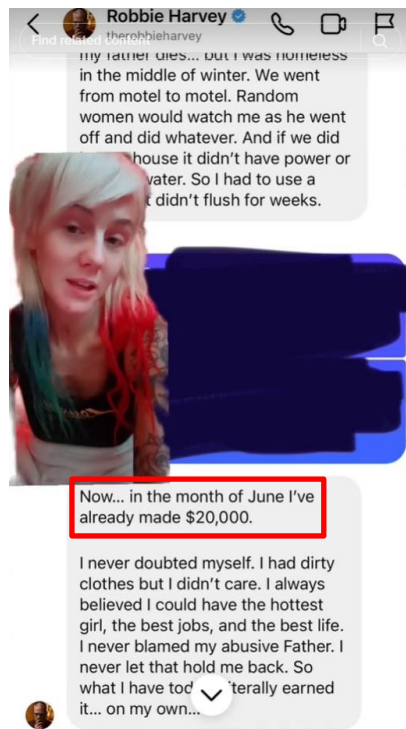 Robbie Harvey
therobbieharvey
Find related content
my father dies... but I was homeless
in the middle of winter. We went
from motel to motel. Random
women would watch me as he went
off and did whatever. And if we did
house it didn't have power or
water. So I had to use a
didn't flush for weeks.
Now... in the month of June I've
already made $20,000.
I never doubted myself. I had dirty
clothes but I didn't care. I always
believed I could have the hottest
girl, the best jobs, and the best life.
I never blamed my abusive Father. I
never let that hold me back. So
what I have literally earned
it... on my own...